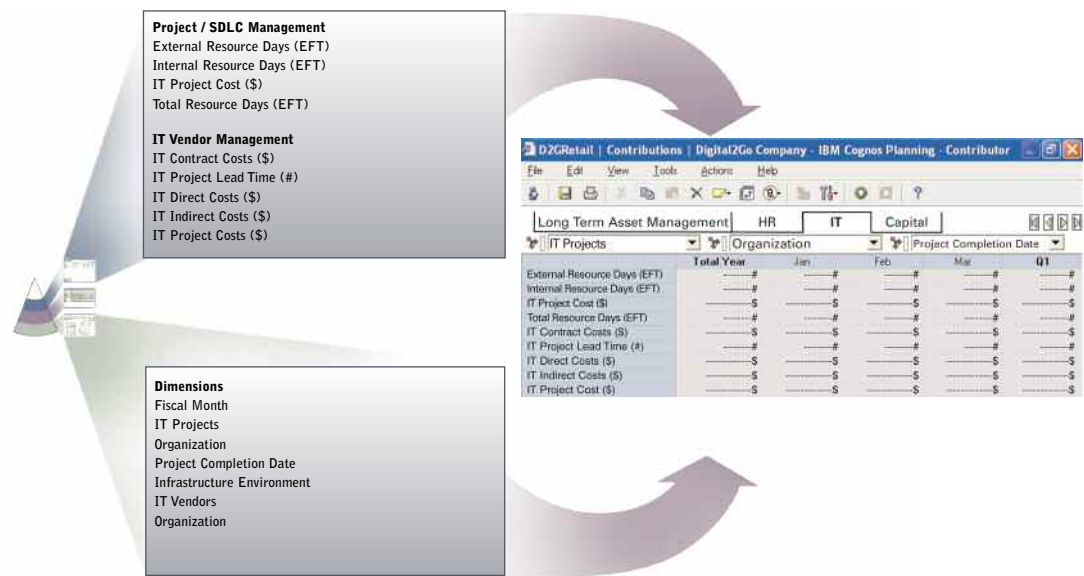 Project / SDLC Management
External Resource Days (EFT)
Internal Resource Days (EFT)
IT Project Cost ($)
Total Resource Days (EFT)
IT Vendor Management
IT Contract Costs ($)
IT Project Lead Time (#)
IT Direct Costs ($)
IT Indirect Costs ($)
IT Project Costs ($)
Dimensions
Fiscal Month
IT Projects
Organization
Project Completion Date
Infrastructure Environment
IT Vendors
Organization
D2GRetail | Contributions | Digital2Go Company - IBM Cognos Planning - Contributor
File Edit View Tools Actions Help
Long Term Asset Management HR IT Capital
IT Projects Organization Project Completion Date
Total Year Jan Feb Mar Q1
External Resource Days (EFT) # # # # #
Internal Resource Days (EFT) # # # # #
IT Project Cost ($) $ $ $ $ $
Total Resource Days (EFT) # # # # #
IT Contract Costs ($) $ $ $ $ $
IT Project Lead Time (#) # # # # #
IT Direct Costs ($) $ $ $ $ $
IT Indirect Costs ($) $ $ $ $ $
IT Project Cost ($) $ $ $ $ $